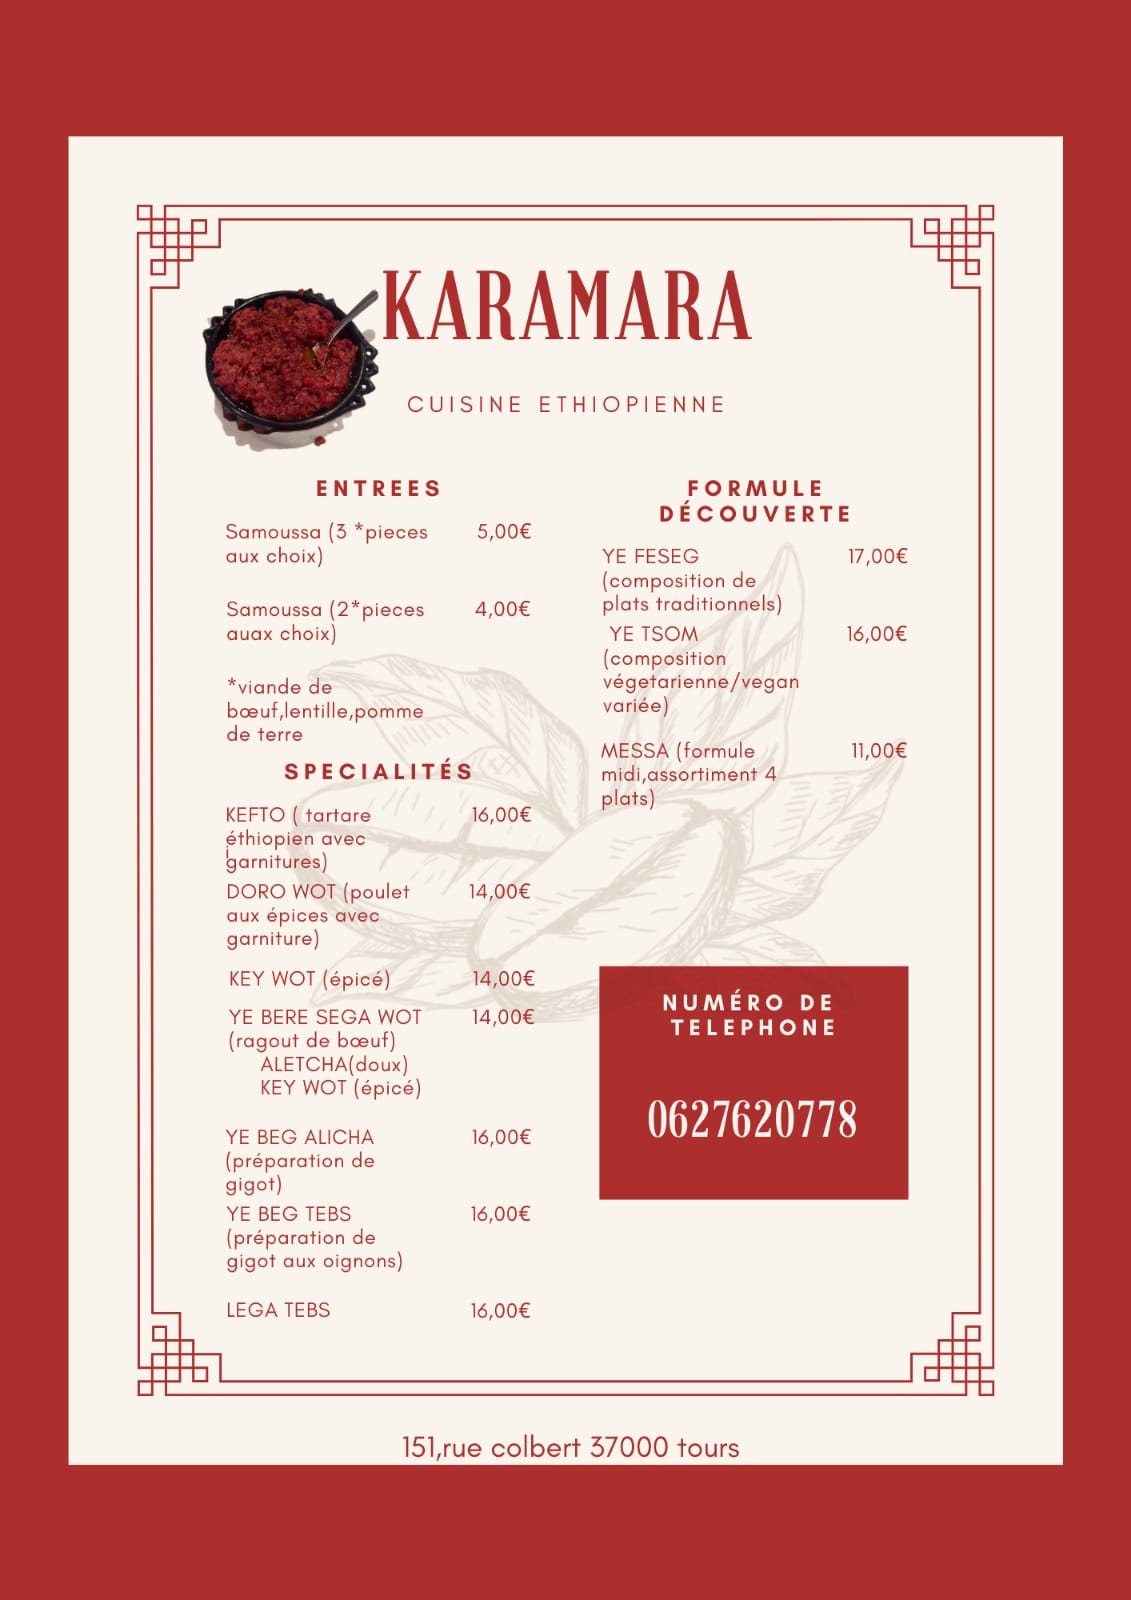 KARAMARA
CUISINE ETHIOPIENNE
ENTREES
Samoussa (3 *pieces 5,00€
aux choix)
Samoussa (2*pieces 4,00€
auax choix)
*viande de
bœuf,lentille,pomme
de terre
SPECIALITÉS
KEFTO ( tartare 16,00€
éthiopien avec
i
garnitures)
DORO WOT (poulet 14,00€
aux épices avec
garniture)
KEY WOT (épicé) 14,00€
YE BERE SEGA WOT 14,00€
(ragout de bœuf)
ALETCHA(doux)
KEY WOT (épicé)
YE BEG ALICHA 16,00€
(préparation de
gigot)
YE BEG TEBS 16,00€
(préparation de
gigot aux oignons)
LEGA TEBS 16,00€
FORMULE
DÉCOUVERTE
YE FESEG 17,00€
(composition de
plats traditionnels)
YE TSOM 16,00€
(composition
végetarienne/vegan
variée)
MESSA (formule 11,00€
midi,assortiment 4
plats)
NUMÉRO DE
TELEPHONE
0627620778
151,rue colbert 37000 tours